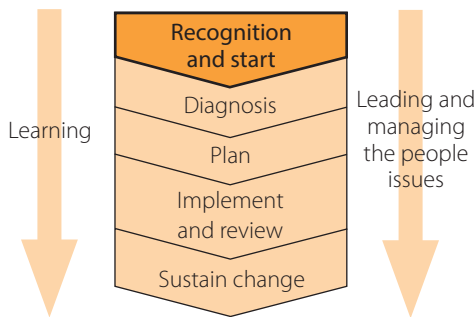 Recognition
and start
Diagnosis
Plan
Implement
and review
Sustain change
Learning
Leading and
managing
the people
issues